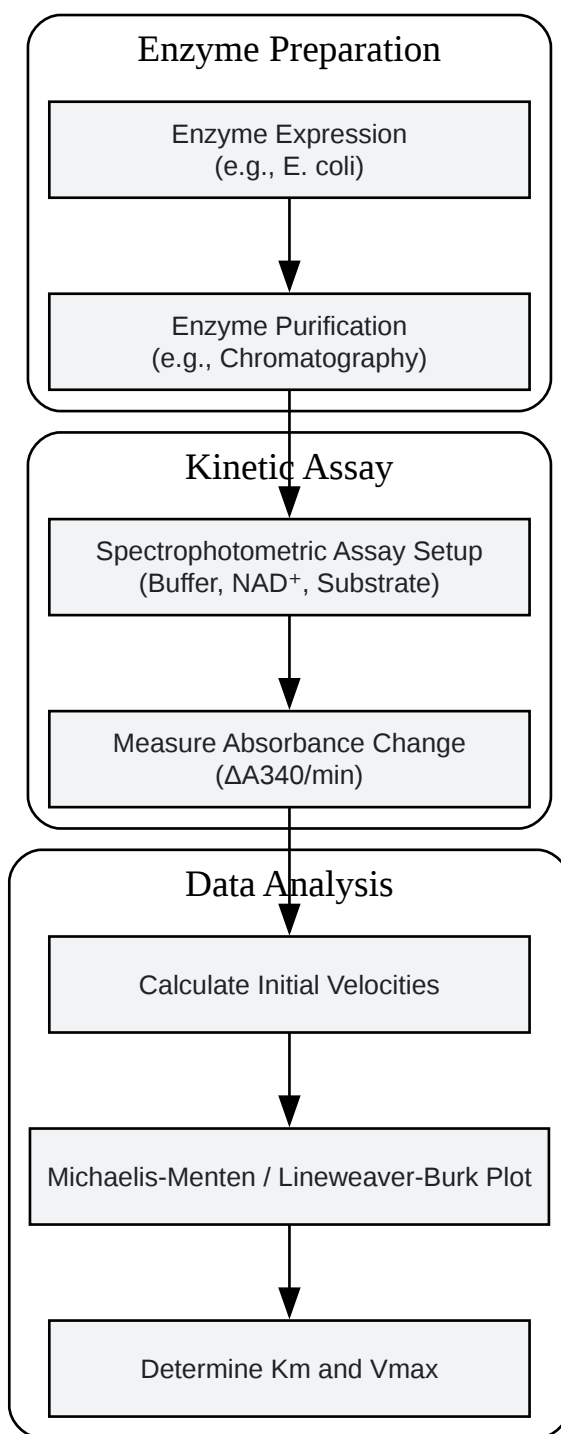 Enzyme Preparation
Enzyme Expression
(e.g., E. coli)
Enzyme Purification
(e.g., Chromatography)
Kinetic Assay
Spectrophotometric Assay Setup
(Buffer, NAD⁺, Substrate)
Measure Absorbance Change
(ΔA340/min)
Data Analysis
Calculate Initial Velocities
Michaelis-Menten / Lineweaver-Burk Plot
Determine Km and Vmax